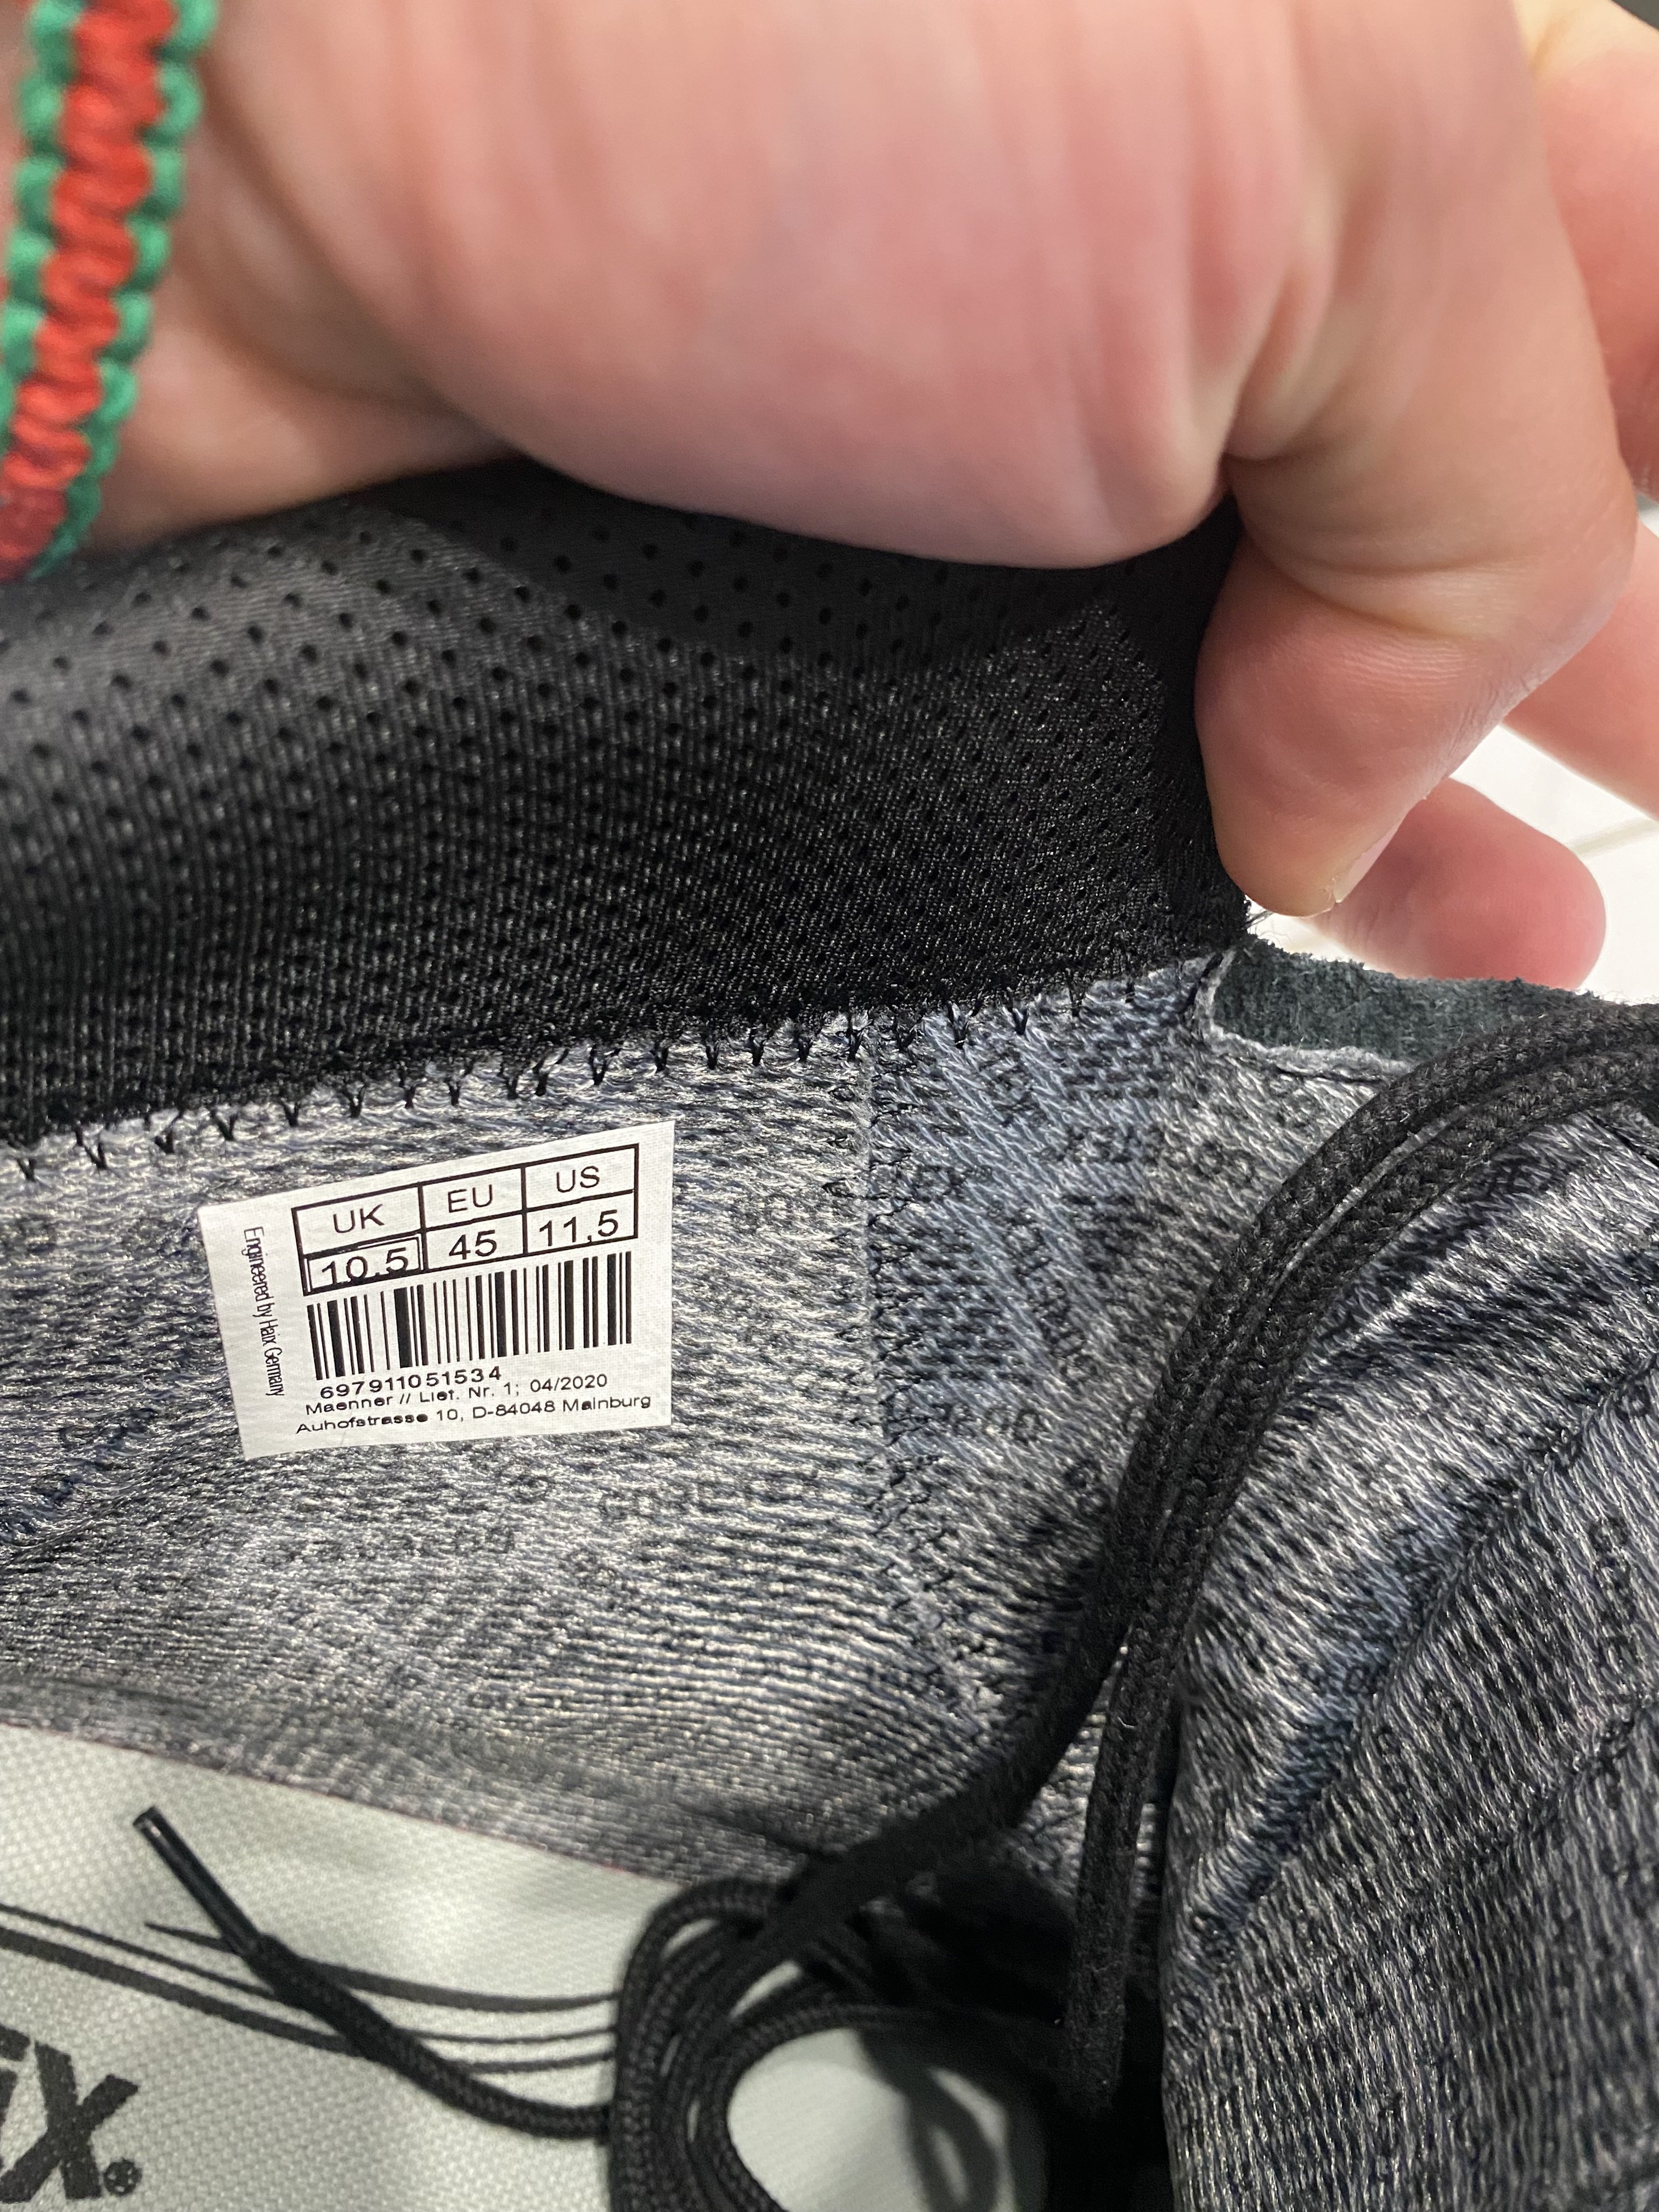 UK EU US
10.5 45 11,5
Engineered by Haix Germany
697911051534
Maenner // Lief. Nr. 1; 04/2020
Auhofstrasse 10, D-84048 Mainburg
iX®